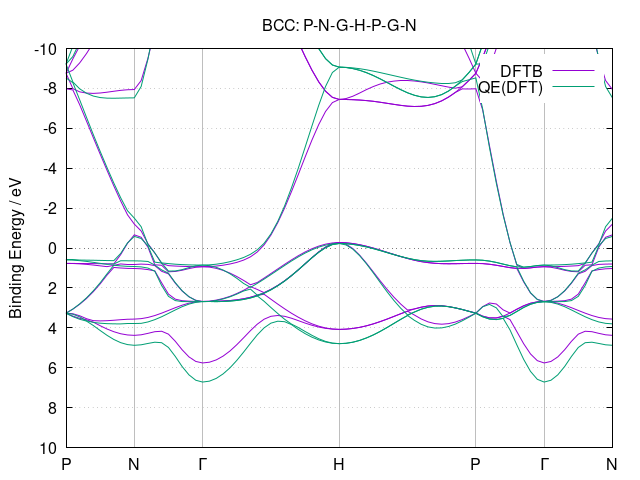 BCC: P-N-G-H-P-G-N
Binding Energy / eV
-10
-8
-6
-4
-2
0
2
4
6
8
10
DFTB
QE(DFT)
P N Γ H P Γ N